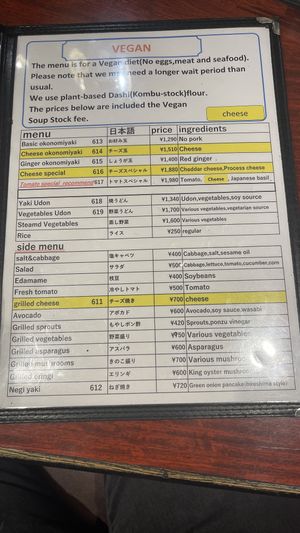 VEGAN
The menu is for a Vegan diet(No eggs,meat and seafood).
Please note that we may need a longer wait period than usual.
We use plant-based Dashi(Kombu-stock)flour.
The prices below are included the Vegan
Soup Stock fee.
cheese
menu 日本語 price ingredients
Basic okonomiyaki 613 お好み玉 ¥1,290 No pork
Cheese okonomiyaki 614 チーズ玉 ¥1,510 Cheese
Ginger okonomiyaki 615 しょうが玉 ¥1,400 Red ginger
Cheese special 616 チーズスペシャル ¥1,880 Cheddar cheese,Process cheese
Tomato special recommend 617 トマトスペシャル ¥1,980 Tomato, Cheese , Japanese basil
Yaki Udon 618 焼うどん ¥1,340 Udon,vegetables,soy source
Vegetables Udon 619 野菜うどん ¥1,700 Various vegetables,vegetarian source
Steamd Vegetables 蒸し野菜 ¥1,600 Various vegetables
Rice ライス ¥250 regular
side menu
salt&cabbage 塩キャベツ ¥400 Cabbage,salt,sesame oil
Salad サラダ Cabbage,lettuce,tomato,cucumber,corn
Edamame 枝豆 ¥400 Soybeans
Fresh tomato 冷やしトマト ¥500 Tomato
grilled cheese 611 チーズ焼き ¥700 cheese
Avocado アボカド ¥600 Avocado,soy sauce,wasabi
Grilled sprouts もやしポン酢 ¥420 Sprouts,ponzu vinegar
Grilled vegetables 野菜盛り Various vegetables
Grilled asparagus アスパラ ¥600 Asparagus
Grilled mushrooms きのこ盛り ¥700 Various mushrooms
Grilled eringi エリンギ ¥600 King oyster mushroom
Negi yaki 612 ねぎ焼き ¥720 Green onion pancake(hiroshima style)